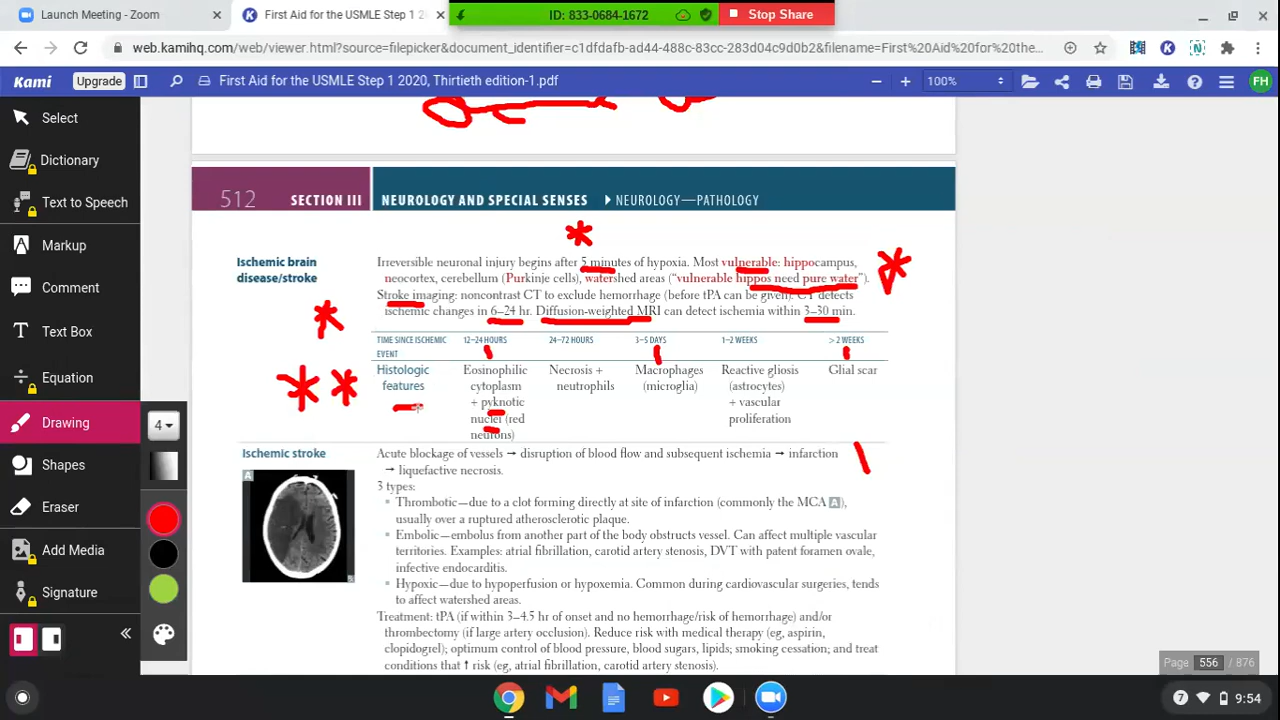 Launch Meeting - Zoom
First Aid for the USMLE Step 1 202
ID: 833-0684-1672
Stop Share
web.kamihq.com/web/viewer.html?source=filepicker&document_identifier=c1dfdafb-ad44-488c-83cc-283d04c9d0b2&filename=First%20Aid%20for%20the...
Kami
Upgrade
First Aid for the USMLE Step 1 2020, Thirtieth edition-1.pdf
100%
FH
Select
Dictionary
Text to Speech
Markup
Comment
Text Box
Equation
Drawing
4
Shapes
Eraser
Add Media
Signature
512 SECTION III NEUROLOGY AND SPECIAL SENSES NEUROLOGY—PATHOLOGY
Ischemic brain
disease/stroke
Irreversible neuronal injury begins after 5 minutes of hypoxia. Most vulnerable: hippocampus,
neocortex, cerebellum (Purkinje cells), watershed areas (“vulnerable hippos need pure water”).
Stroke imaging: noncontrast CT to exclude hemorrhage (before tPA can be given). CT detects
ischemic changes in 6–24 hr. Diffusion-weighted MRI can detect ischemia within 3–30 min.
TIME SINCE ISCHEMIC
EVENT
12–24 HOURS
24–72 HOURS
3–5 DAYS
1–2 WEEKS
> 2 WEEKS
Histologic
features
Eosinophilic
cytoplasm
+ pyknotic
nuclei (red
neurons)
Necrosis +
neutrophils
Macrophages
(microglia)
Reactive gliosis
(astrocytes)
+ vascular
proliferation
Glial scar
Ischemic stroke
A
Acute blockage of vessels → disruption of blood flow and subsequent ischemia → infarction
→ liquefactive necrosis.
3 types:
Thrombotic—due to a clot forming directly at site of infarction (commonly the MCA A),
usually over a ruptured atherosclerotic plaque.
Embolic—embolus from another part of the body obstructs vessel. Can affect multiple vascular
territories. Examples: atrial fibrillation, carotid artery stenosis, DVT with patent foramen ovale,
infective endocarditis.
Hypoxic—due to hypoperfusion or hypoxemia. Common during cardiovascular surgeries, tends
to affect watershed areas.
Treatment: tPA (if within 3–4.5 hr of onset and no hemorrhage/risk of hemorrhage) and/or
thrombectomy (if large artery occlusion). Reduce risk with medical therapy (eg, aspirin,
clopidogrel); optimum control of blood pressure, blood sugars, lipids; smoking cessation; and treat
conditions that ↑ risk (eg, atrial fibrillation, carotid artery stenosis).
Page 556 / 876
7 9:54